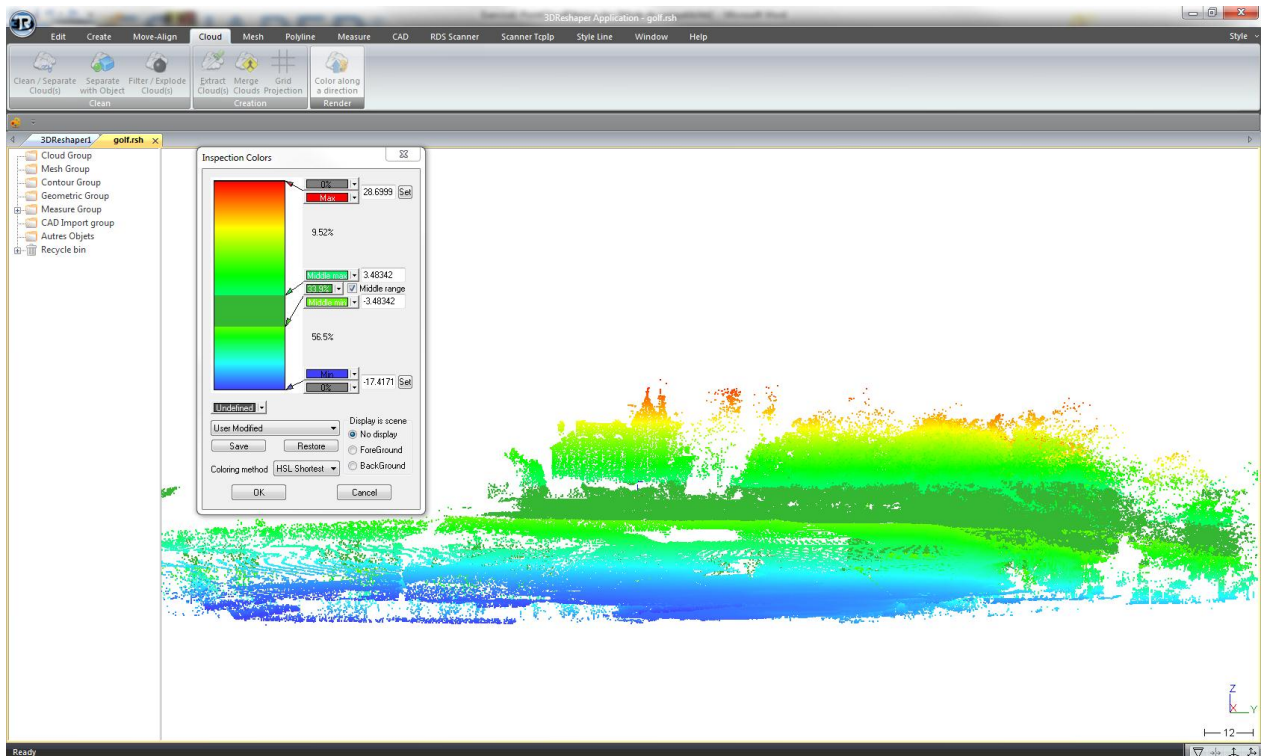 3DReshaper Application - golf.rsh
Edit Create Move-Align Cloud Mesh Polyline Measure CAD RDS Scanner Scanner Tcplp Style Line Window Help Style
Clean / Separate Cloud(s) Separate with Object Filter / Explode Cloud(s) Extract Cloud(s) Merge Clouds Grid Projection Color along a direction
Clean Creation Render
3DReshaper1 golf.rsh
Cloud Group
Mesh Group
Contour Group
Geometric Group
Measure Group
CAD Import group
Autres Objets
Recycle bin
Inspection Colors
0%
Max 28.6999 Set
9.52%
Middle max 3.48342
33.9% Middle range
Middle min -3.48342
56.5%
Min
0% -17.4171 Set
Undefined
User Modified
Save Restore
Coloring method HSL Shortest
Display is scene
No display
ForeGround
BackGround
OK Cancel
Z
X Y
12
Ready